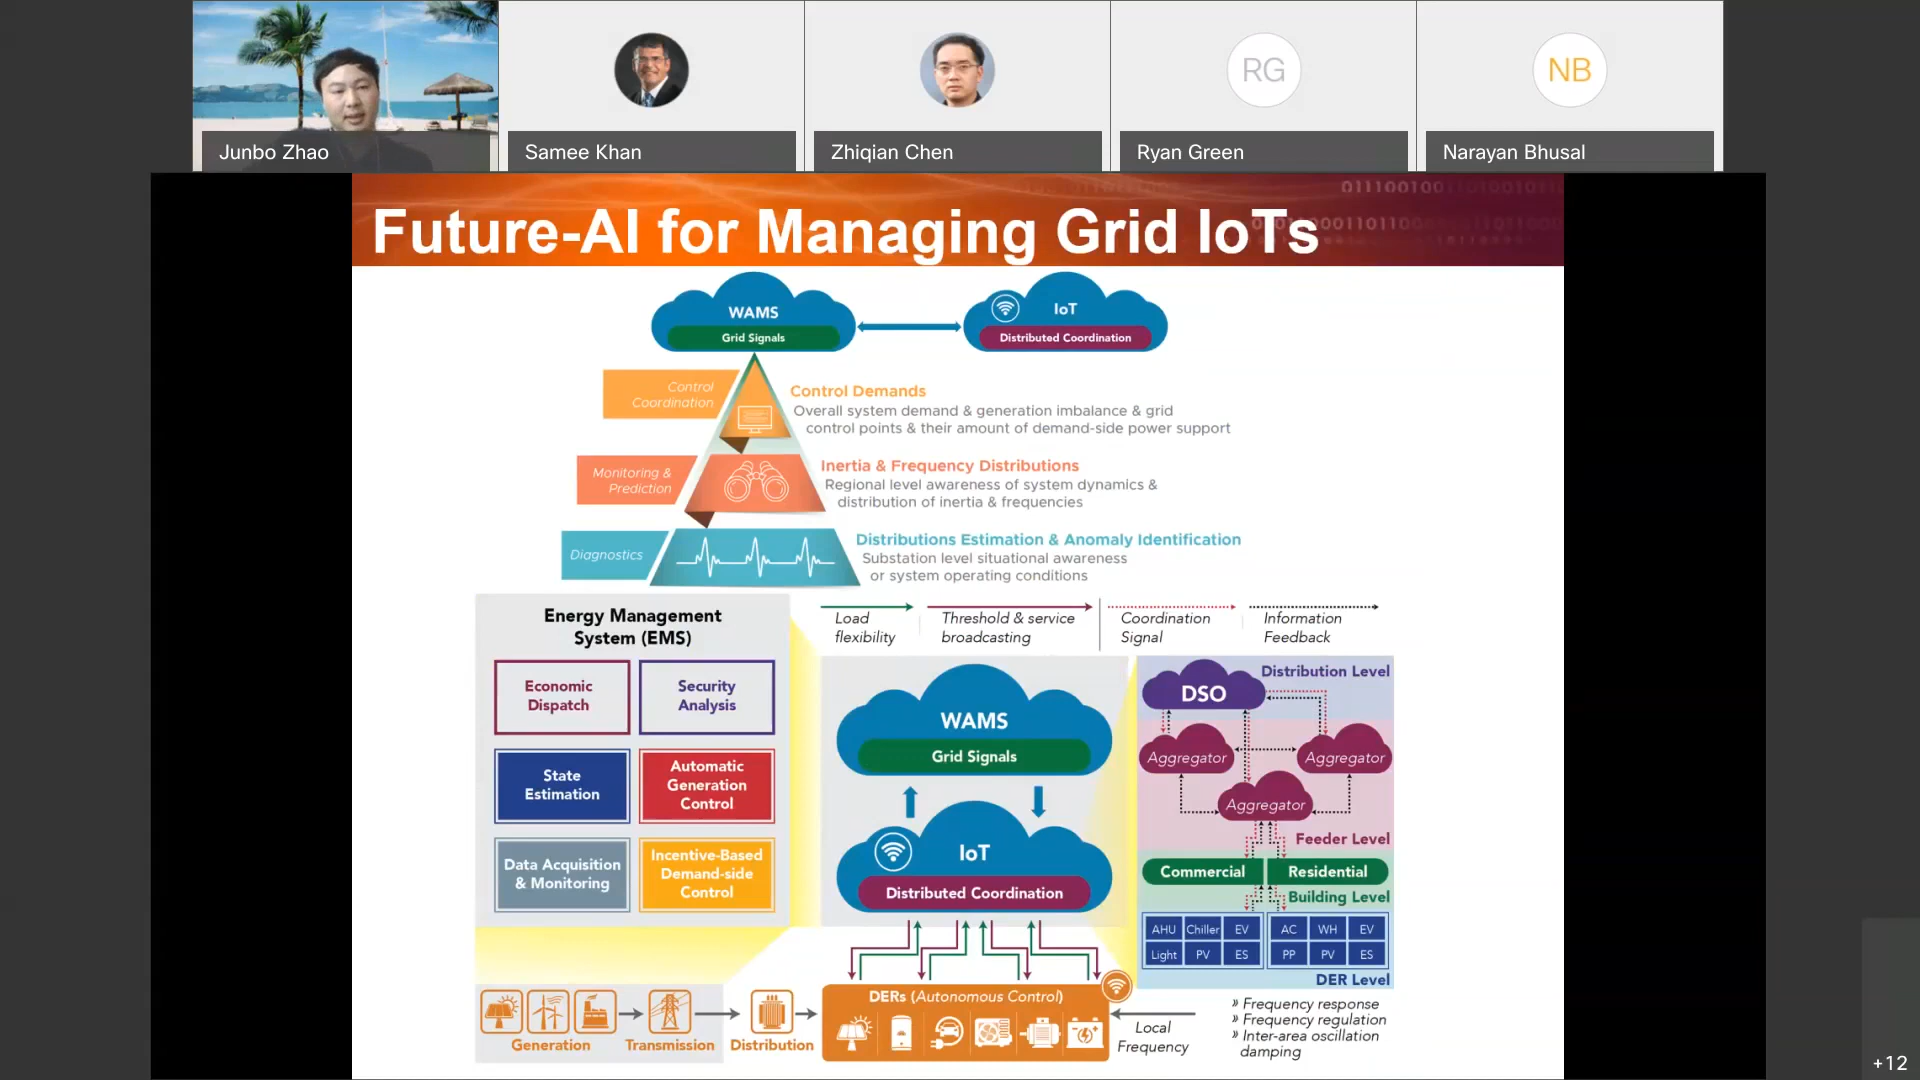 Junbo Zhao
Samee Khan
Zhiqian Chen
RG
Ryan Green
NB
Narayan Bhusal
Future-AI for Managing Grid IoTs
WAMS
Grid Signals
IoT
Distributed Coordination
Control
Coordination
Control Demands
Overall system demand & generation imbalance & grid
control points & their amount of demand-side power support
Monitoring &
Prediction
Inertia & Frequency Distributions
Regional level awareness of system dynamics &
distribution of inertia & frequencies
Diagnostics
Distributions Estimation & Anomaly Identification
Substation level situational awareness
or system operating conditions
Energy Management
System (EMS)
Economic
Dispatch
Security
Analysis
State
Estimation
Automatic
Generation
Control
Data Acquisition
& Monitoring
Incentive-Based
Demand-side
Control
Load
flexibility
Threshold & service
broadcasting
Coordination
Signal
Information
Feedback
WAMS
Grid Signals
IoT
Distributed Coordination
Distribution Level
DSO
Aggregator
Aggregator
Aggregator
Feeder Level
Commercial
Residential
Building Level
AHU Chiller EV
Light PV ES
AC WH EV
PP PV ES
DER Level
Generation
Transmission
Distribution
DERs (Autonomous Control)
Local
Frequency
» Frequency response
» Frequency regulation
» Inter-area oscillation
damping
+12